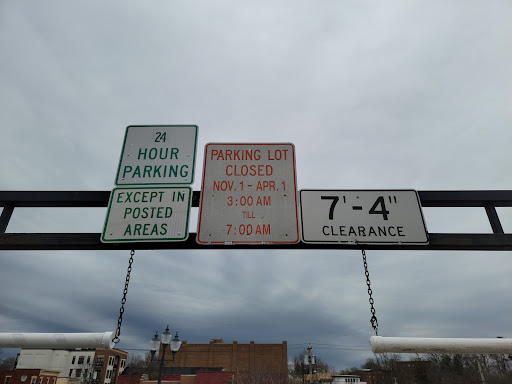 24
HOUR
PARKING
EXCEPT IN
POSTED
AREAS
PARKING LOT
CLOSED
NOV. 1 - APR. 1
3:00 AM
TILL
7:00 AM
7'-4"
CLEARANCE